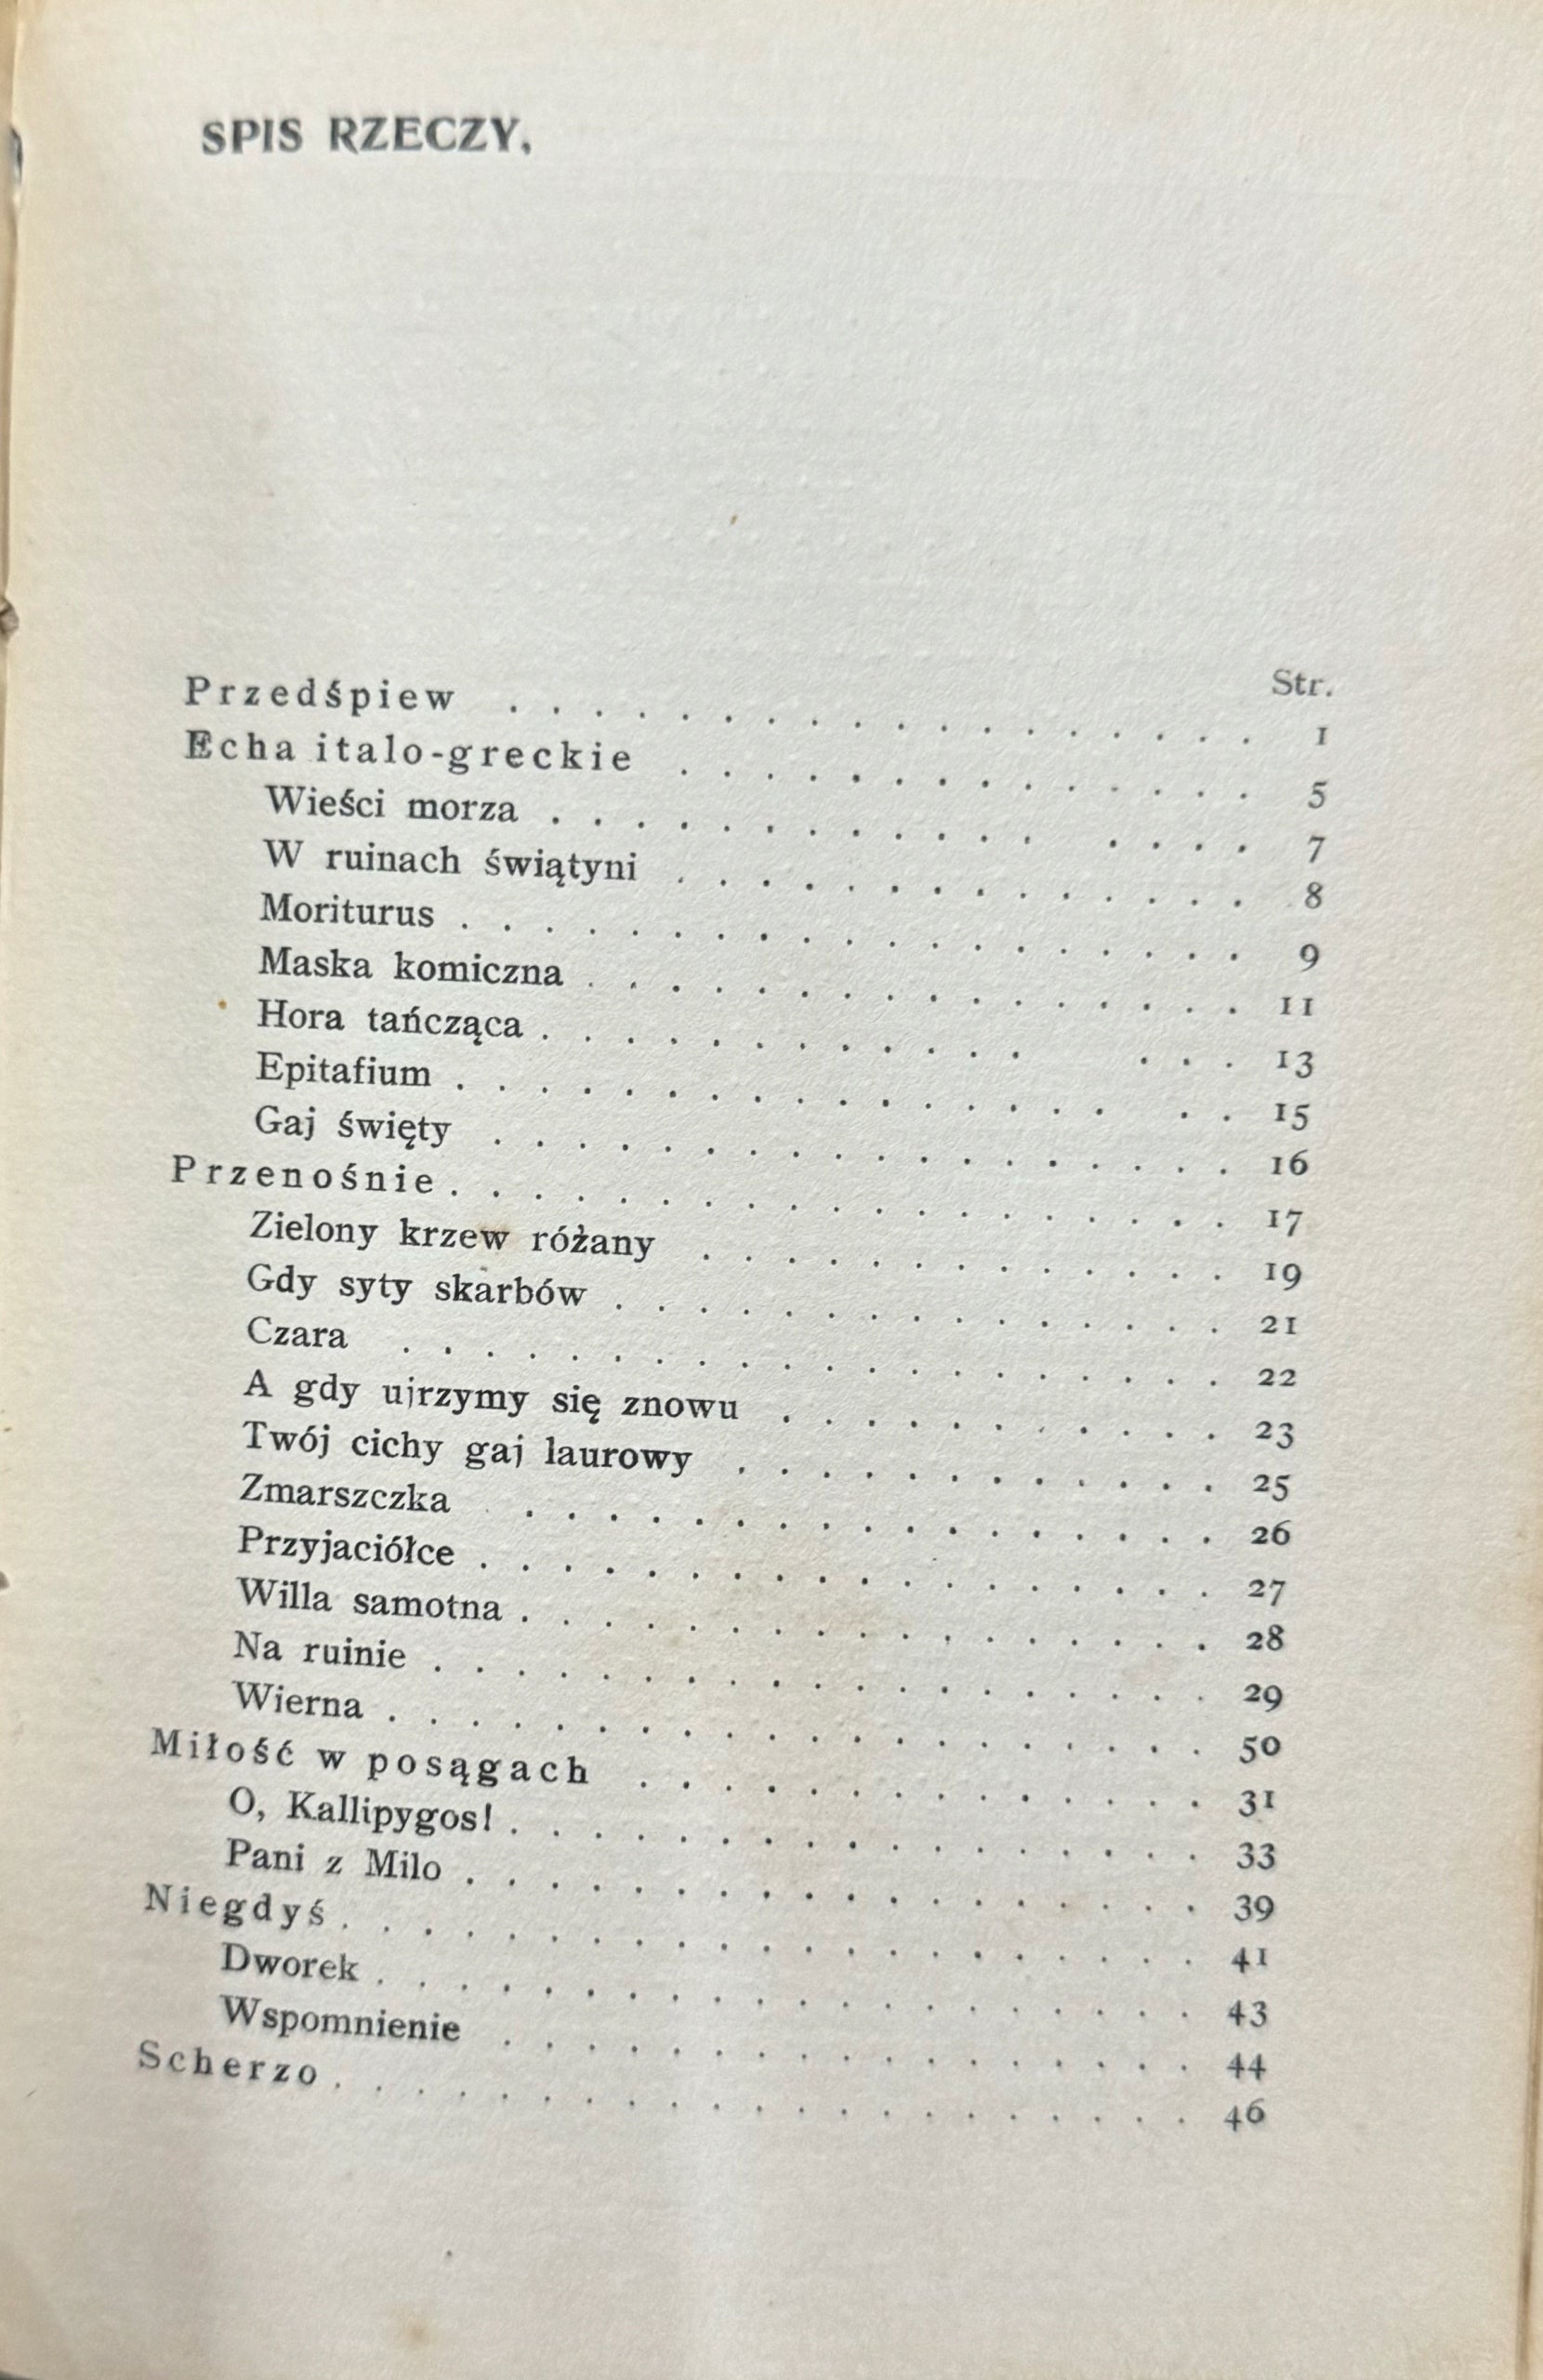 SPIS RZECZY.
Str.
Przedśpiew . . . . . . . . . . . . . . . . . . 1
Echa italo-greckie . . . . . . . . . . . . . . 5
Wieści morza . . . . . . . . . . . . . . . . 7
W ruinach świątyni . . . . . . . . . . . . . . 8
Moriturus . . . . . . . . . . . . . . . . . . . 9
Maska komiczna . . . . . . . . . . . . . . . . 11
Hora tańcząca . . . . . . . . . . . . . . . 13
Epitafium . . . . . . . . . . . . . . . . . . 15
Gaj święty . . . . . . . . . . . . . . . . . . 16
Przenośnie . . . . . . . . . . . . . . . . . . . 17
Zielony krzew różany . . . . . . . . . . . . . 19
Gdy syty skarbów . . . . . . . . . . . . . . . 21
Czara . . . . . . . . . . . . . . . . . . . . 22
A gdy ujrzymy się znowu . . . . . . . . . . . 23
Twój cichy gaj laurowy . . . . . . . . . . . . 25
Zmarszczka . . . . . . . . . . . . . . . . . 26
Przyjaciółce . . . . . . . . . . . . . . . . . . 27
Willa samotna . . . . . . . . . . . . . . . . . 28
Na ruinie . . . . . . . . . . . . . . . . . . . 29
Wierna . . . . . . . . . . . . . . . . . . . . 50
Miłość w posągach . . . . . . . . . . . . . . 31
O, Kallipygos! . . . . . . . . . . . . . . . . . 33
Pani z Milo . . . . . . . . . . . . . . . . . . 39
Niegdyś . . . . . . . . . . . . . . . . . . . . . 41
Dworek . . . . . . . . . . . . . . . . . . . . 43
Wspomnienie . . . . . . . . . . . . . . . . . 44
Scherzo . . . . . . . . . . . . . . . . . . . . . 46